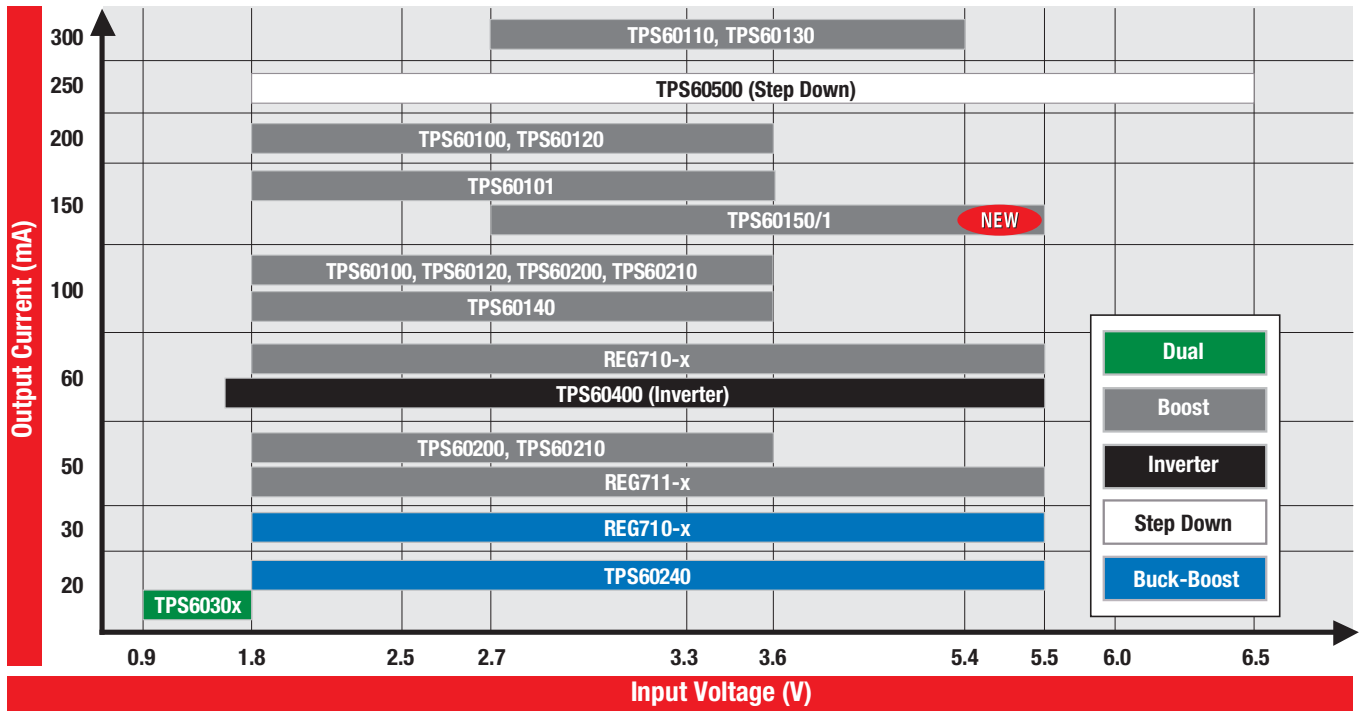 Output Current (mA)
300
TPS60110, TPS60130
250
TPS60500 (Step Down)
200
TPS60100, TPS60120
150
TPS60101
TPS60150/1
NEW
100
TPS60100, TPS60120, TPS60200, TPS60210
TPS60140
60
REG710-x
TPS60400 (Inverter)
50
TPS60200, TPS60210
REG711-x
30
REG710-x
20
TPS60240
TPS6030x
Dual
Boost
Inverter
Step Down
Buck-Boost
0.9 1.8 2.5 2.7 3.3 3.6 5.4 5.5 6.0 6.5
Input Voltage (V)